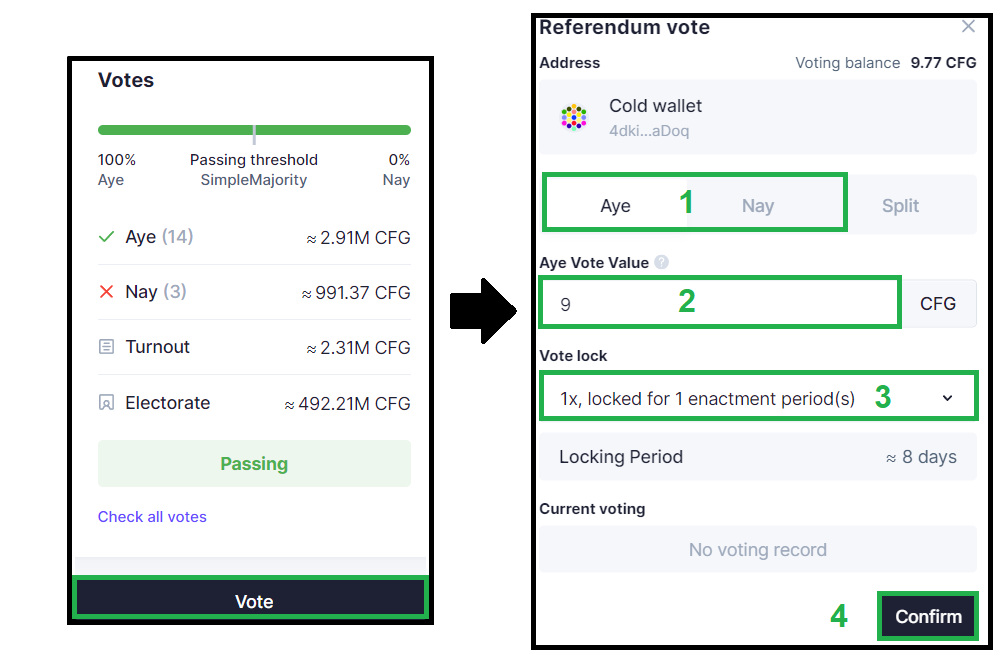 Votes
100% Passing threshold 0%
Aye SimpleMajority Nay
Aye (14) ≈ 2.91M CFG
Nay (3) ≈ 991.37 CFG
Turnout ≈ 2.31M CFG
Electorate ≈ 492.21M CFG
Passing
Check all votes
Vote
Referendum vote
Address Voting balance 9.77 CFG
Cold wallet
4dki...aDoq
Aye 1 Nay Split
Aye Vote Value ?
9 2 CFG
Vote lock
1x, locked for 1 enactment period(s) 3
Locking Period ≈ 8 days
Current voting
No voting record
4 Confirm